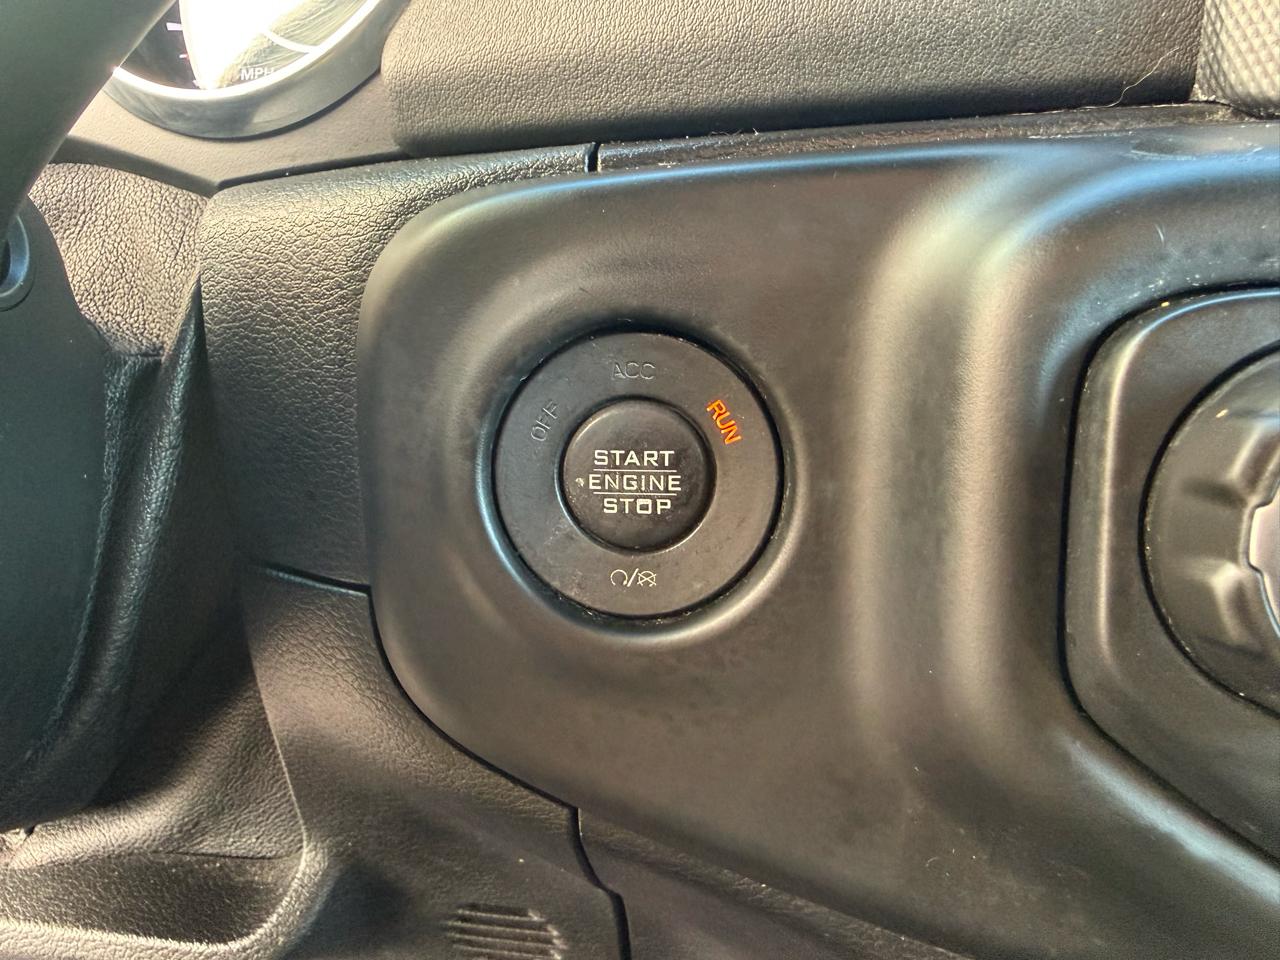 MPH
ACC
OFF
RUN
START
ENGINE
STOP